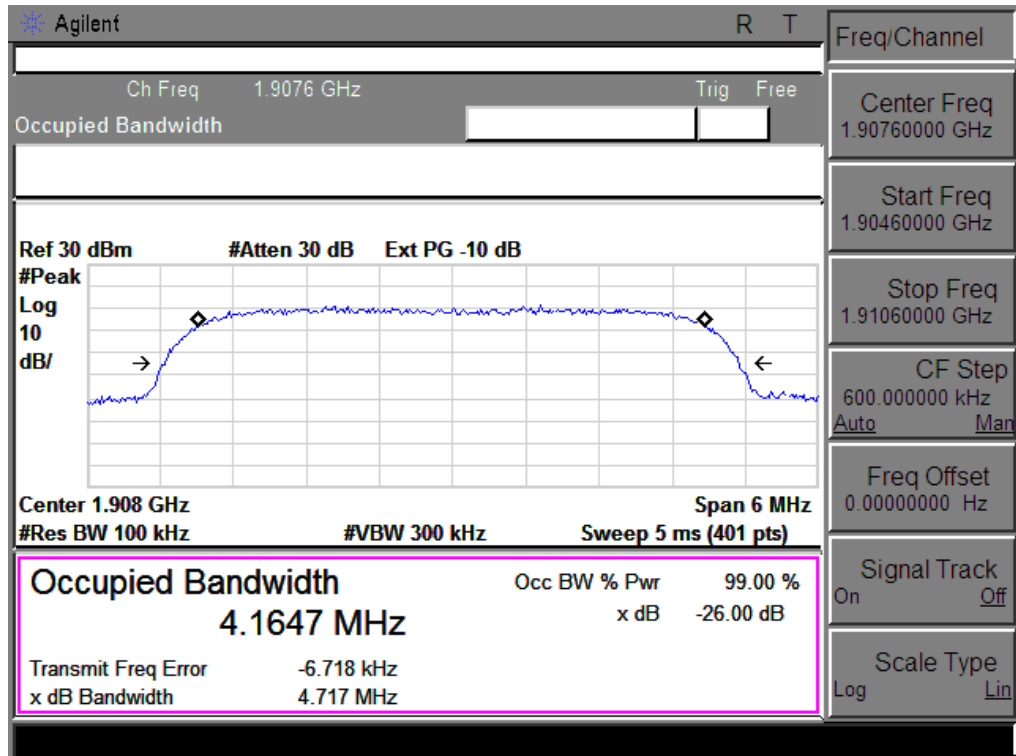 Agilent R T
Ch Freq 1.9076 GHz Trig Free
Occupied Bandwidth
Ref 30 dBm #Atten 30 dB Ext PG -10 dB
#Peak
Log
10
dB/
Center 1.908 GHz Span 6 MHz
#Res BW 100 kHz #VBW 300 kHz Sweep 5 ms (401 pts)
Occupied Bandwidth Occ BW % Pwr 99.00 %
4.1647 MHz x dB -26.00 dB
Transmit Freq Error -6.718 kHz
x dB Bandwidth 4.717 MHz
Freq/Channel
Center Freq
1.90760000 GHz
Start Freq
1.90460000 GHz
Stop Freq
1.91060000 GHz
CF Step
600.000000 kHz
Auto Man
Freq Offset
0.00000000 Hz
Signal Track
On Off
Scale Type
Log Lin